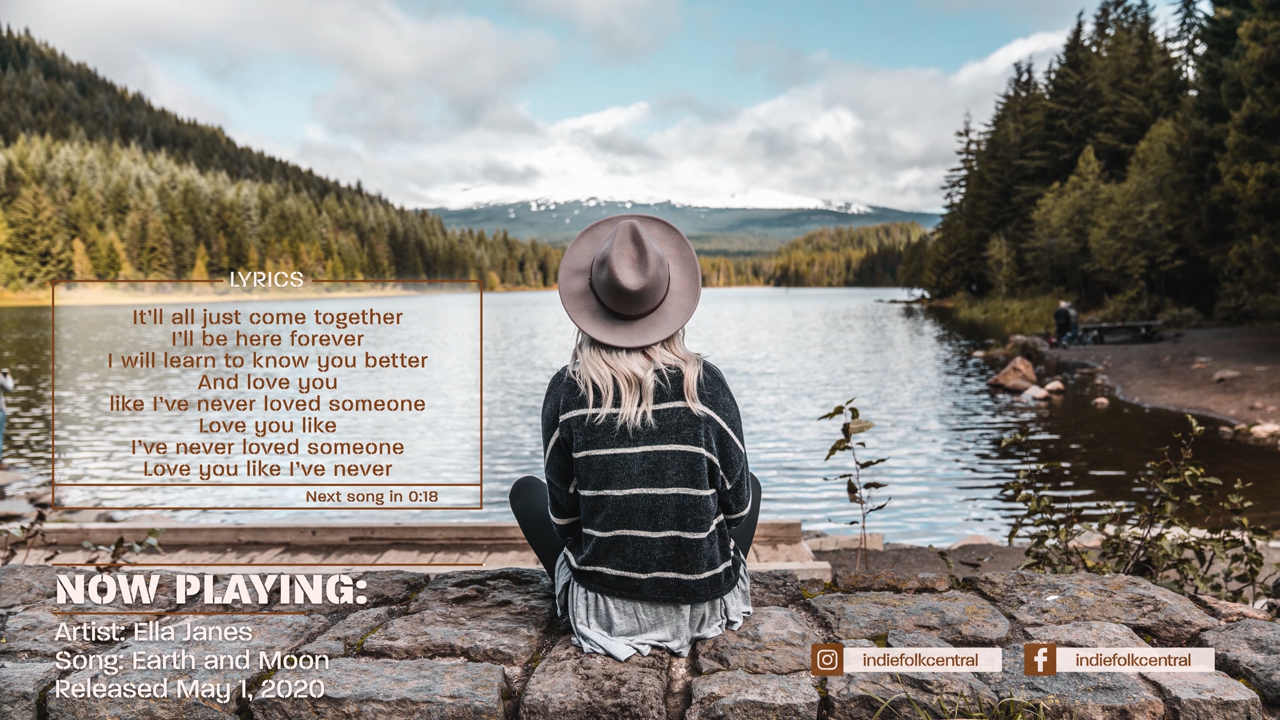 LYRICS
It'll all just come together
I'll be here forever
I will learn to know you better
And love you
like I've never loved someone
Love you like
I've never loved someone
Love you like I've never
Next song in 0:18
NOW PLAYING:
Artist: Ella Janes
Song: Earth and Moon
Released May 1, 2020
indiefolkcentral
indiefolkcentral